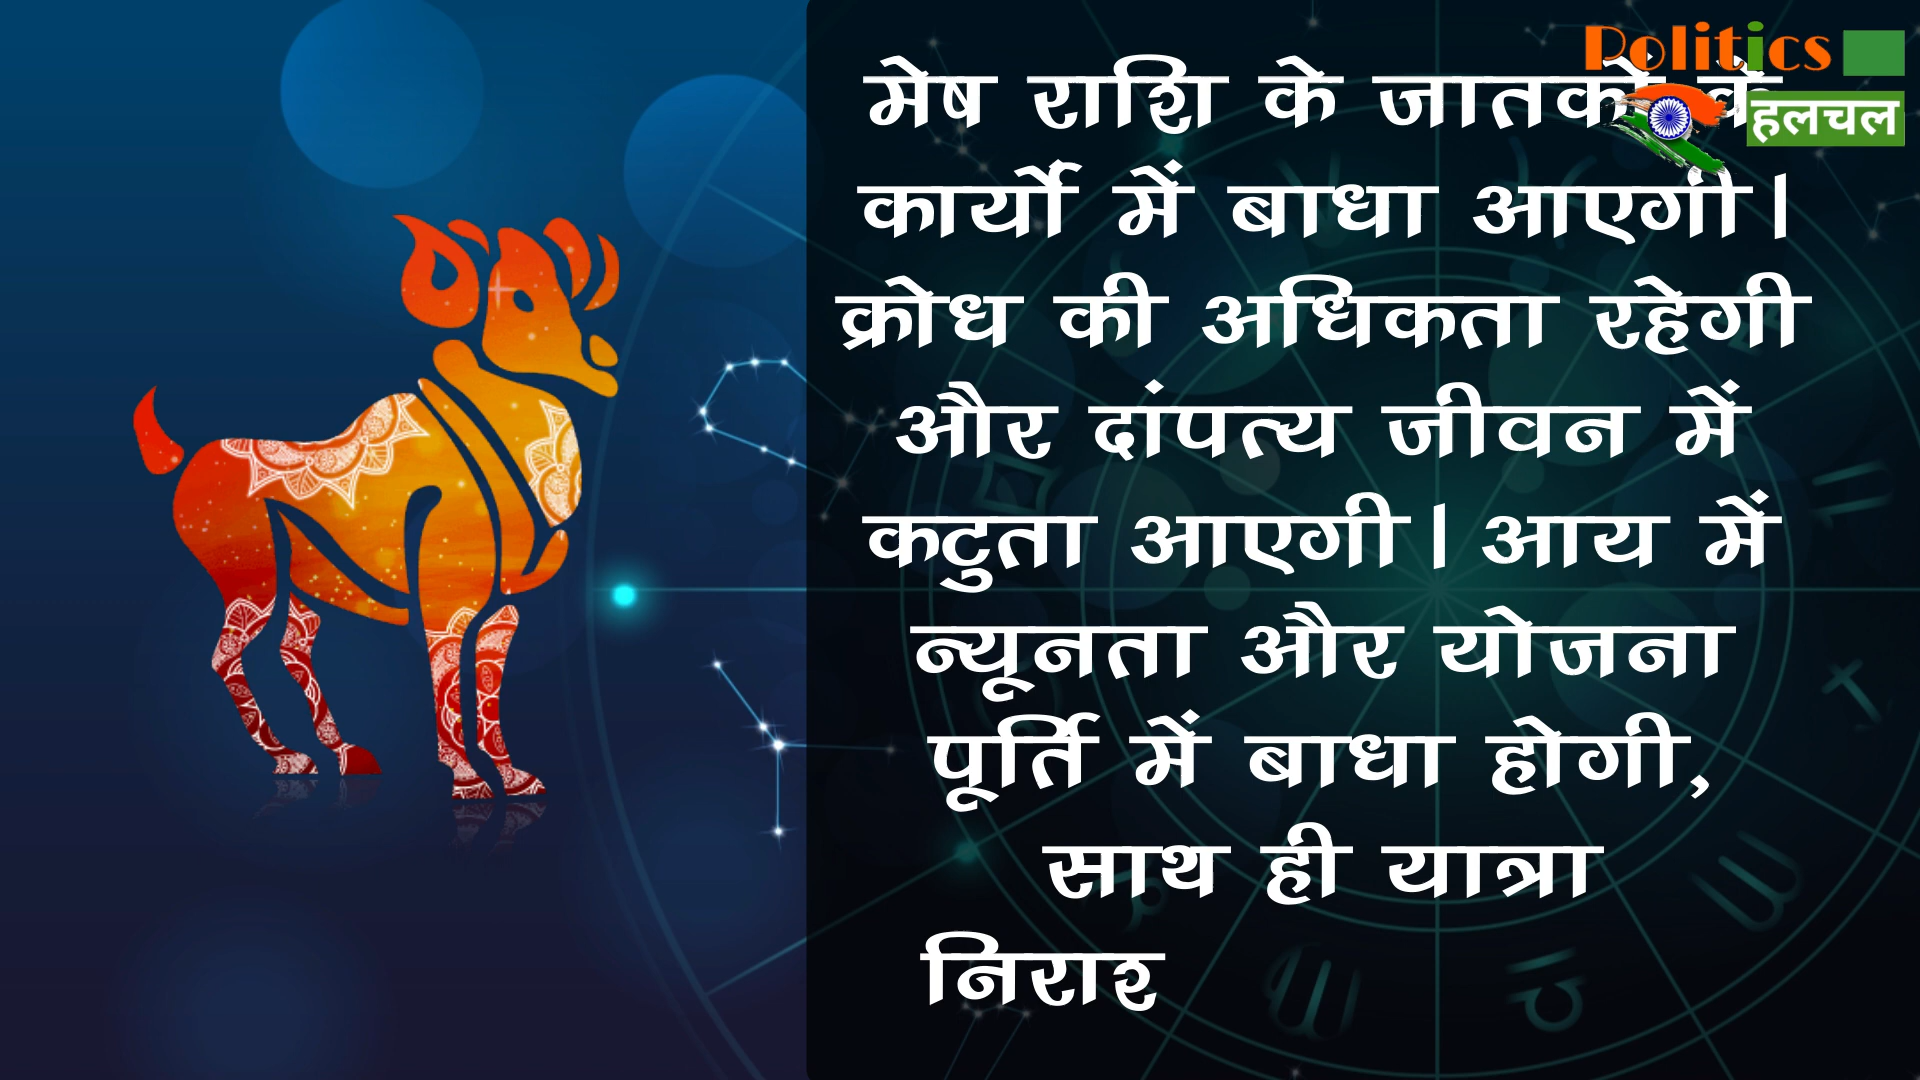 Politics
हलचल
मेष राशि के जातकों के
कार्यो में बाधा आएगी।
क्रोध की अधिकता रहेगी
और दांपत्य जीवन में
कटुता आएगी। आय में
न्यूनता और योजना
पूर्ति में बाधा होगी,
साथ ही यात्रा
निराश